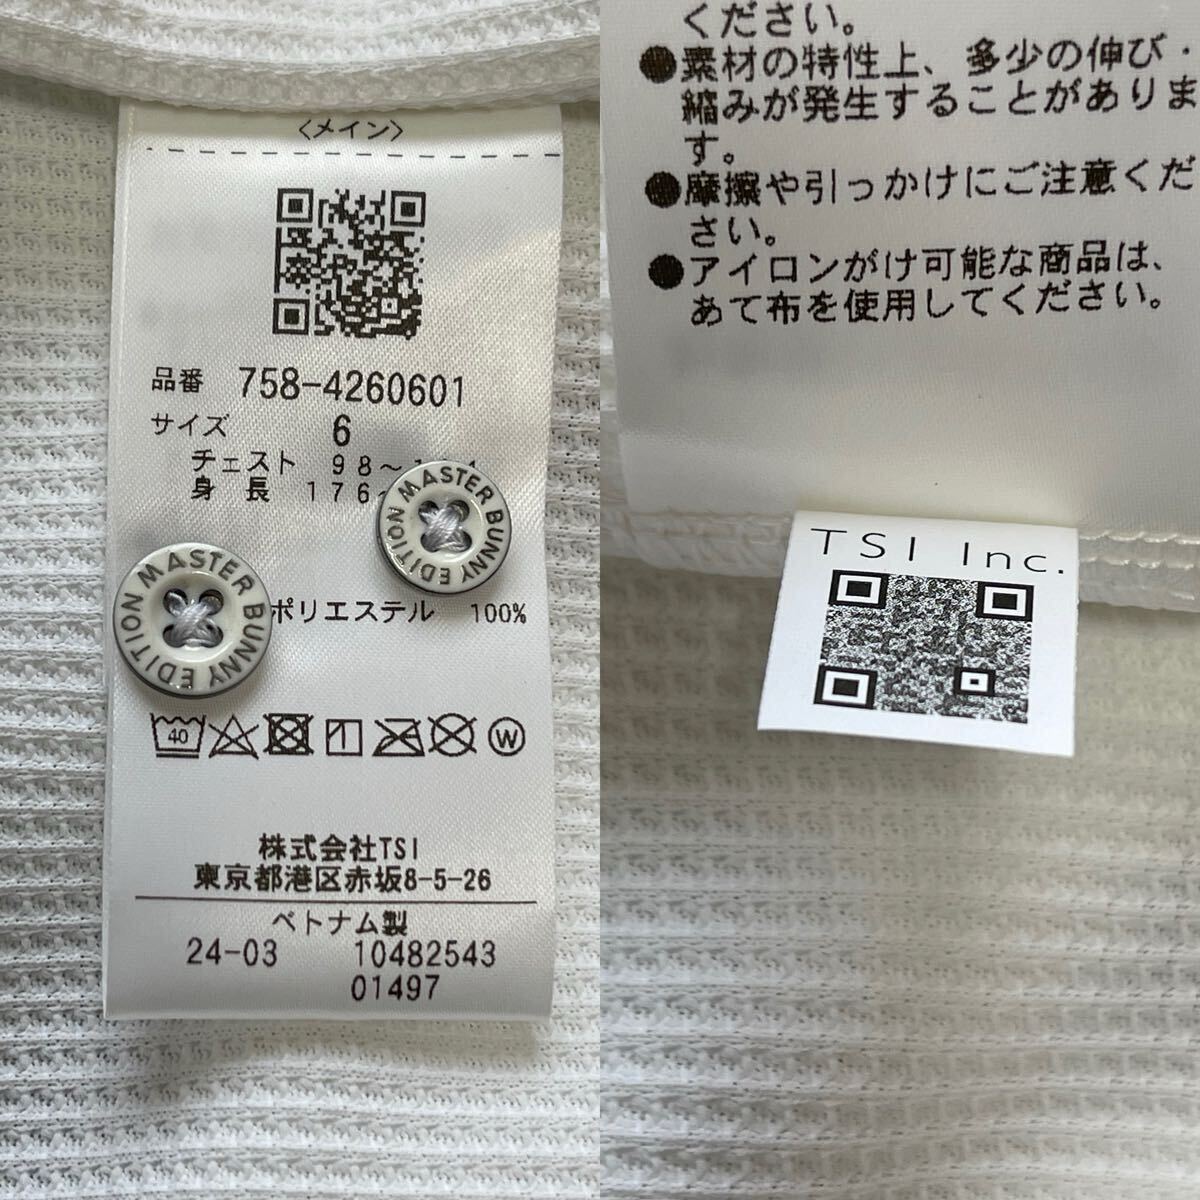 〈メイン〉
品番 758-4260601
サイズ 6
チェスト 98～
身 長 176
MASTER BUNNY EDITION
MASTER BUNNY EDITION
ポリエステル 100%
40
W
株式会社TSI
東京都港区赤坂8-5-26
ベトナム製
24-03 10482543
01497
ください。
●素材の特性上、多少の伸び・
縮みが発生することがありま
す。
●摩擦や引っかけにご注意くだ
さい。
●アイロンがけ可能な商品は、
あて布を使用してください。
TSI Inc.